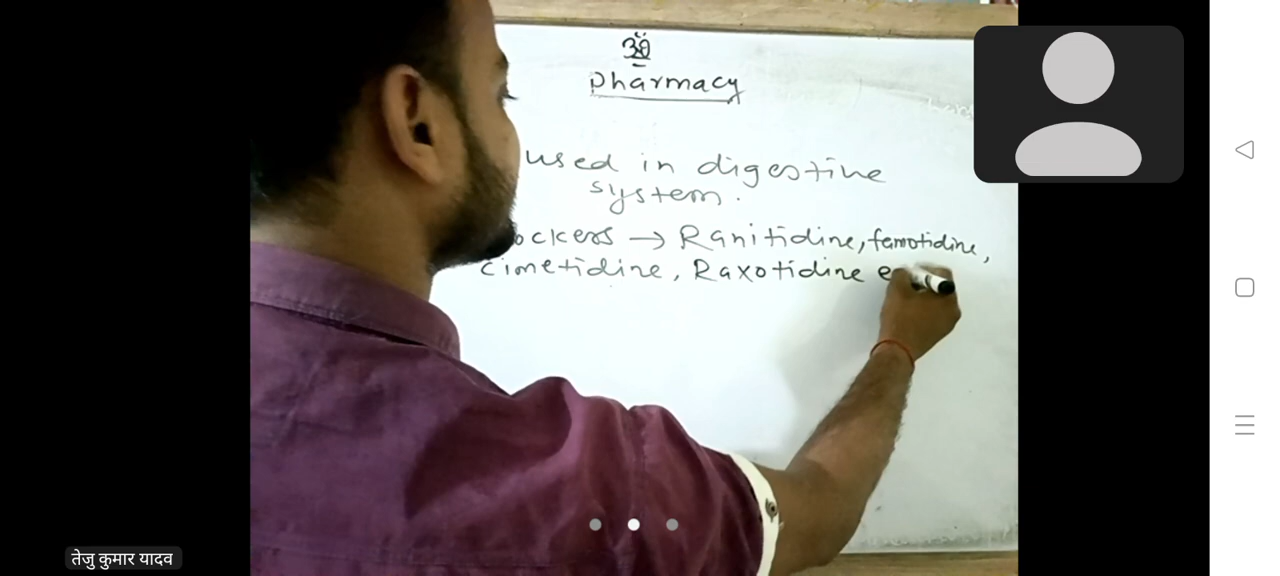 ॐ
Pharmacy
used in digestive
system.
ockers → Ranitidine, famotidine,
cimetidine, Raxotidine
तेजु कुमार यादव